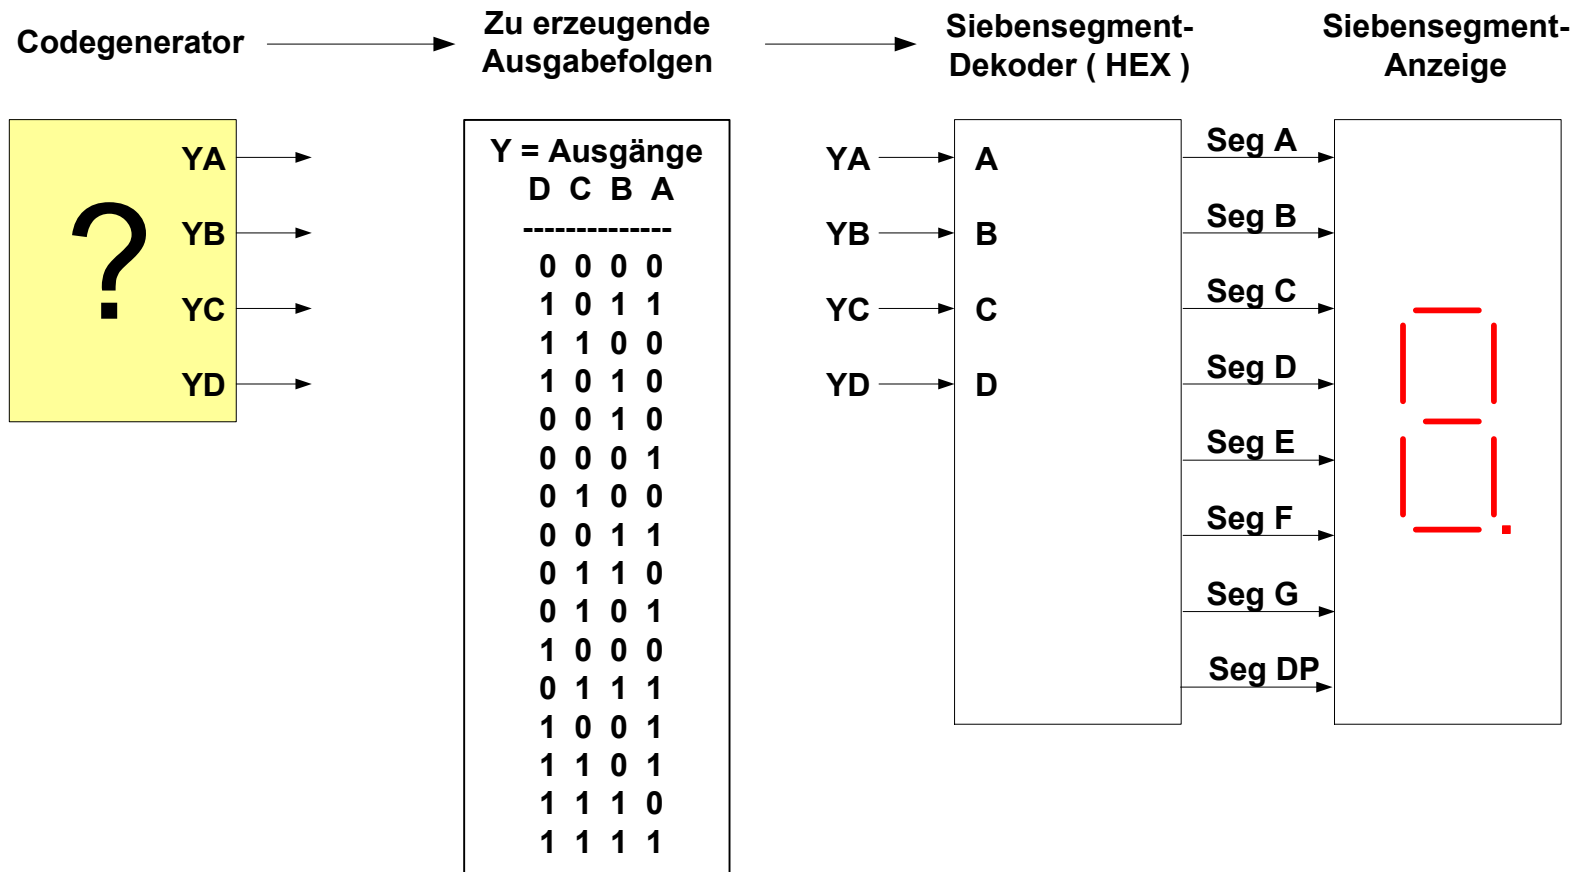 Codegenerator
Zu erzeugende
Ausgabefolgen
Siebensegment-
Dekoder ( HEX )
Siebensegment-
Anzeige
?
YA
YB
YC
YD
Y = Ausgänge
D C B A
--------------
0 0 0 0
1 0 1 1
1 1 0 0
1 0 1 0
0 0 1 0
0 0 0 1
0 1 0 0
0 0 1 1
0 1 1 0
0 1 0 1
1 0 0 0
0 1 1 1
1 0 0 1
1 1 0 1
1 1 1 0
1 1 1 1
YA
YB
YC
YD
A
B
C
D
Seg A
Seg B
Seg C
Seg D
Seg E
Seg F
Seg G
Seg DP